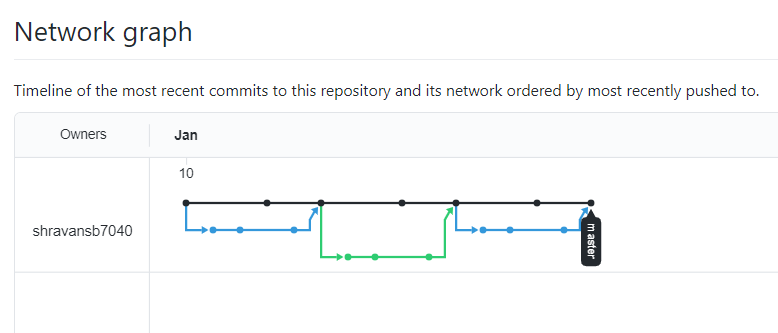 Network graph
Timeline of the most recent commits to this repository and its network ordered by most recently pushed to.
Owners
Jan
10
shravansb7040
master